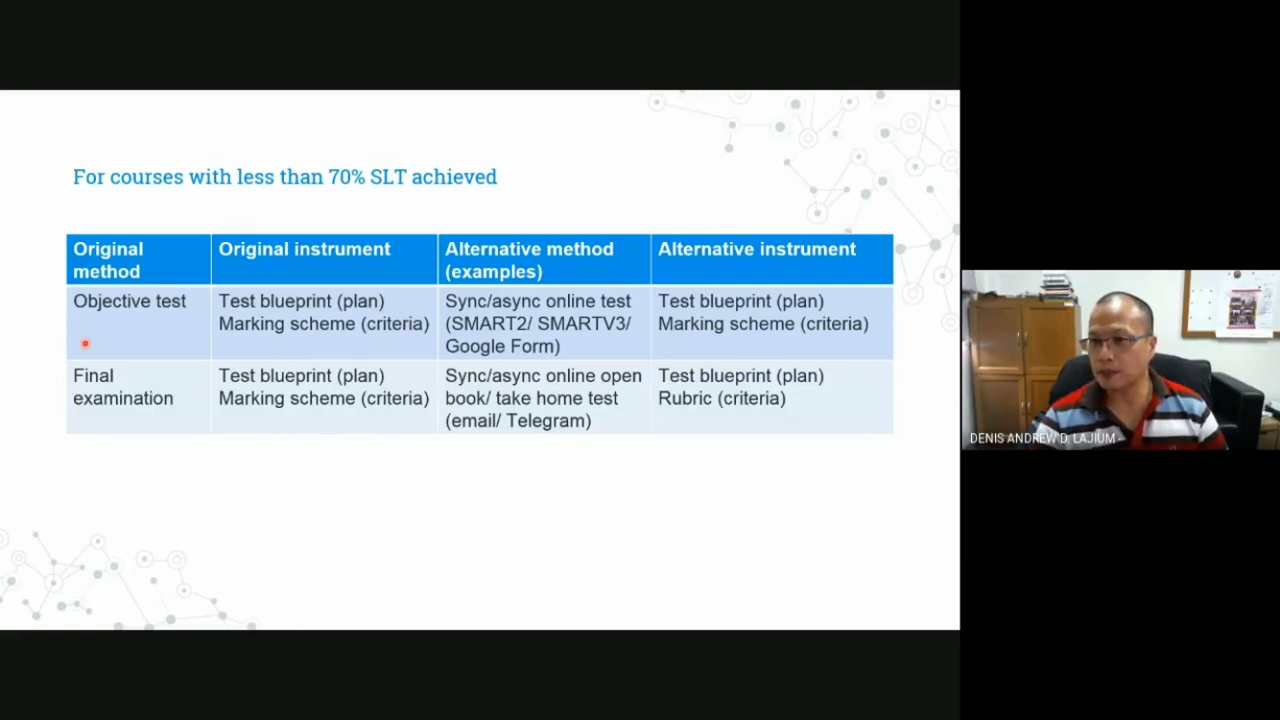 For courses with less than 70% SLT achieved
Original method
Original instrument
Alternative method (examples)
Alternative instrument
Objective test
Test blueprint (plan)
Marking scheme (criteria)
Sync/async online test
(SMART2/ SMARTV3/
Google Form)
Test blueprint (plan)
Marking scheme (criteria)
Final
examination
Test blueprint (plan)
Marking scheme (criteria)
Sync/async online open
book/ take home test
(email/ Telegram)
Test blueprint (plan)
Rubric (criteria)
DENIS ANDREW D. LAJIUM